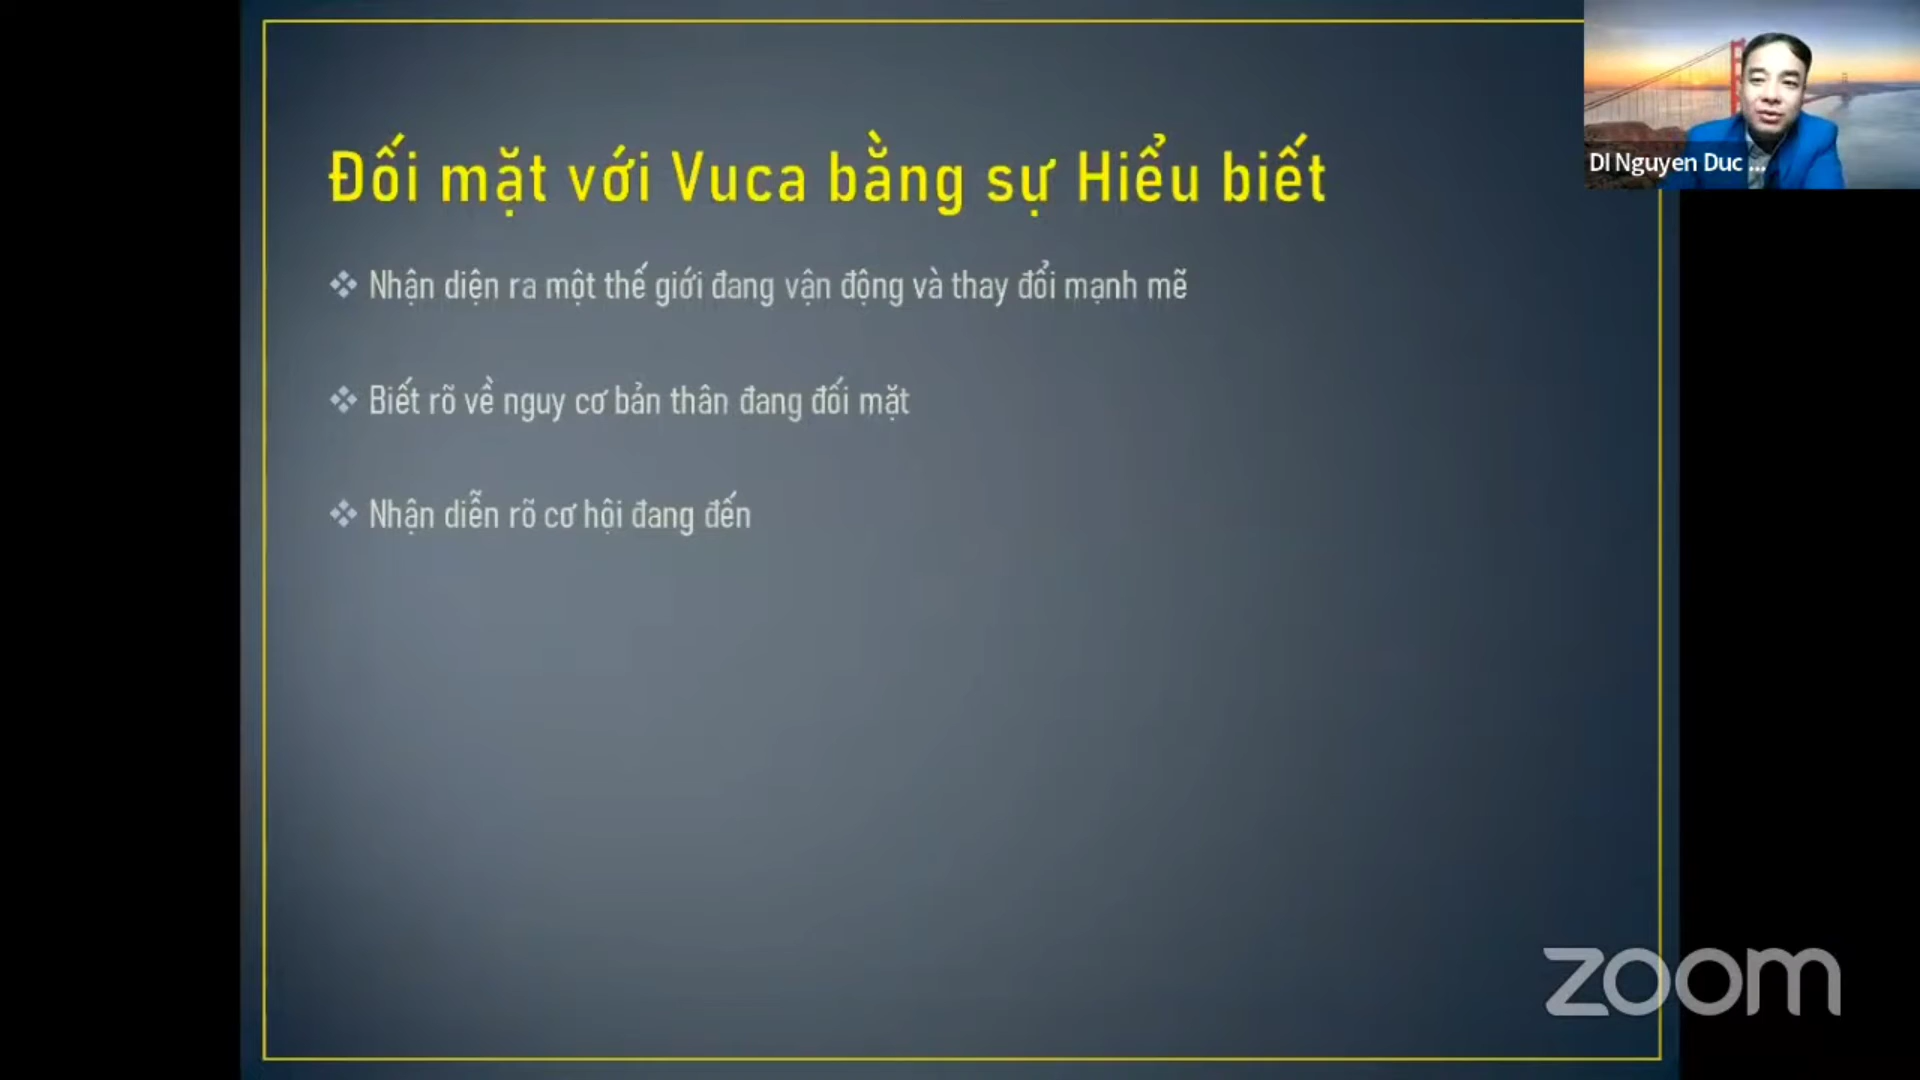 Đối mặt với Vuca bằng sự Hiểu biết
Nhận diện ra một thế giới đang vận động và thay đổi mạnh mẽ
Biết rõ về nguy cơ bản thân đang đối mặt
Nhận diễn rõ cơ hội đang đến
DI Nguyen Duc ...
zoom